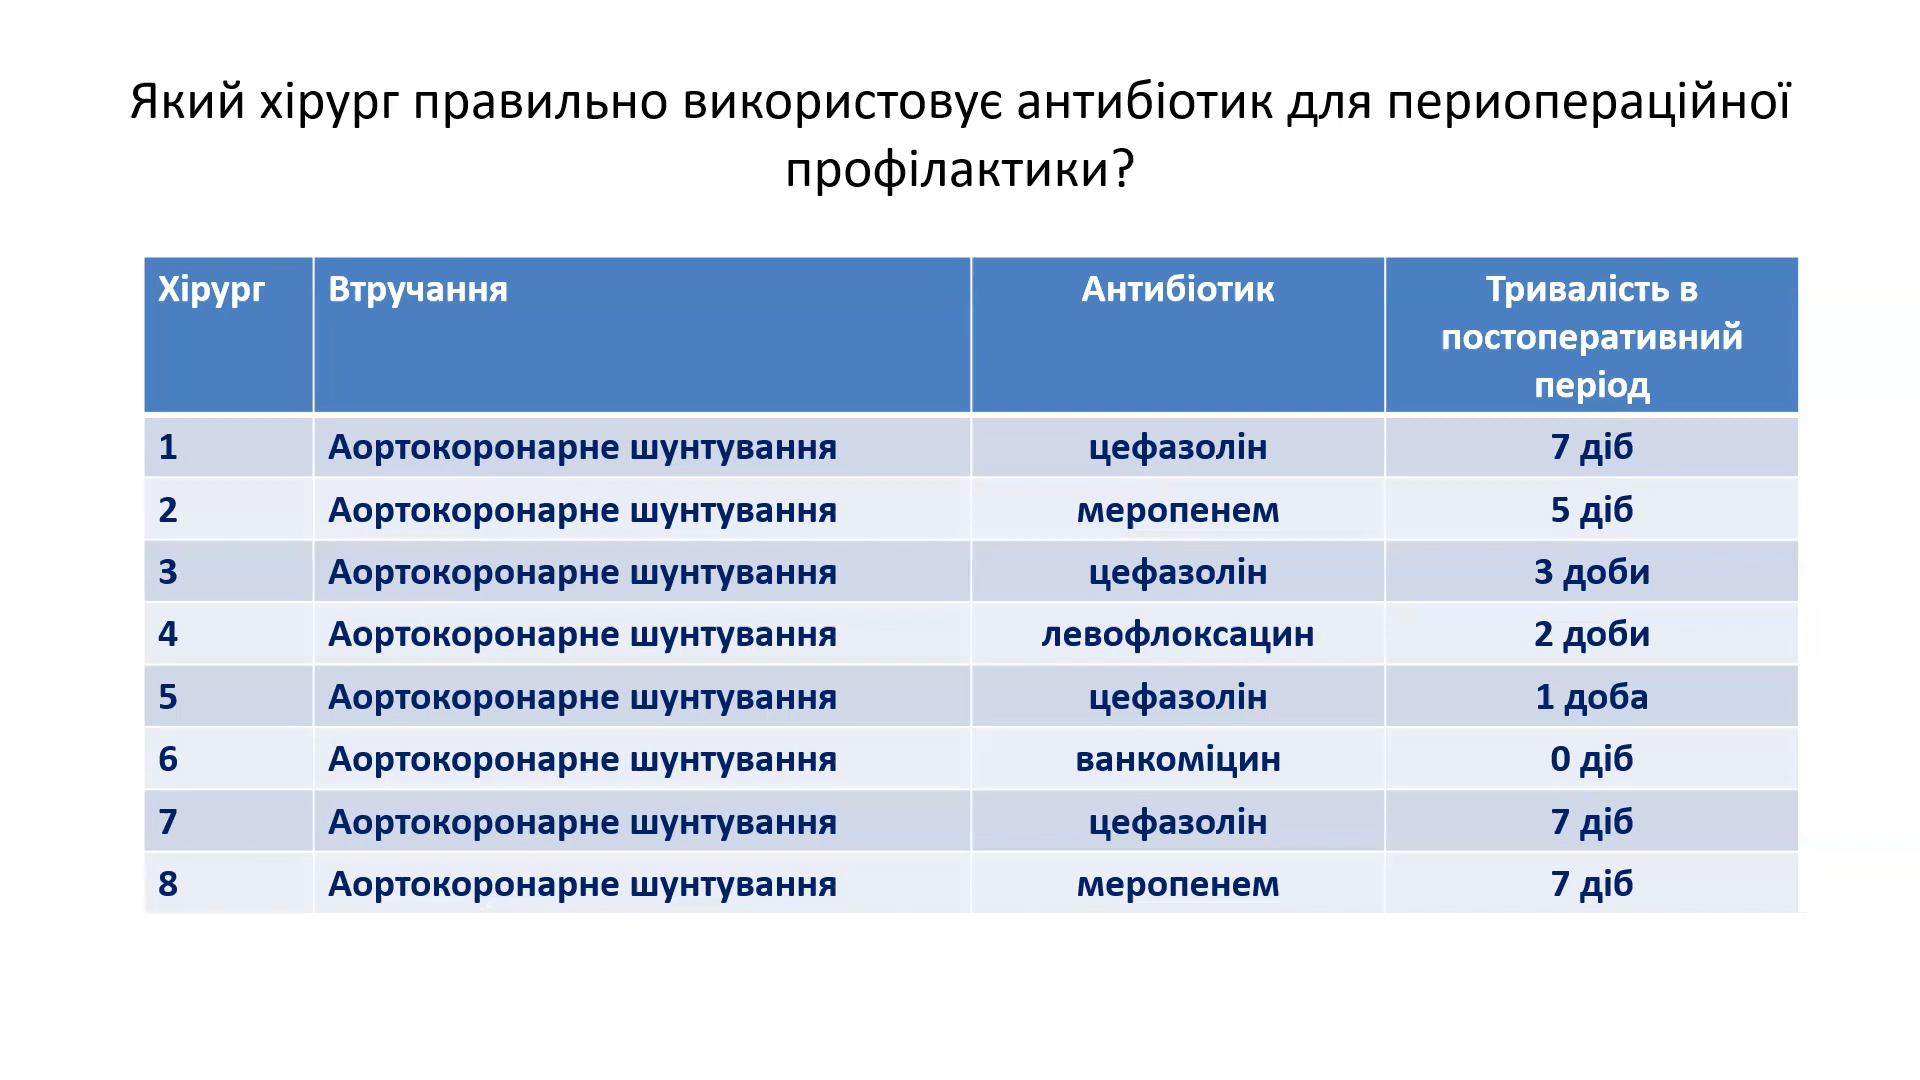 Який хірург правильно використовує антибіотик для периопераційної
профілактики?
Хірург Втручання Антибіотик Тривалість в
постоперативний
період
1 Аортокоронарне шунтування цефазолін 7 діб
2 Аортокоронарне шунтування меропенем 5 діб
3 Аортокоронарне шунтування цефазолін 3 доби
4 Аортокоронарне шунтування левофлоксацин 2 доби
5 Аортокоронарне шунтування цефазолін 1 доба
6 Аортокоронарне шунтування ванкоміцин 0 діб
7 Аортокоронарне шунтування цефазолін 7 діб
8 Аортокоронарне шунтування меропенем 7 діб